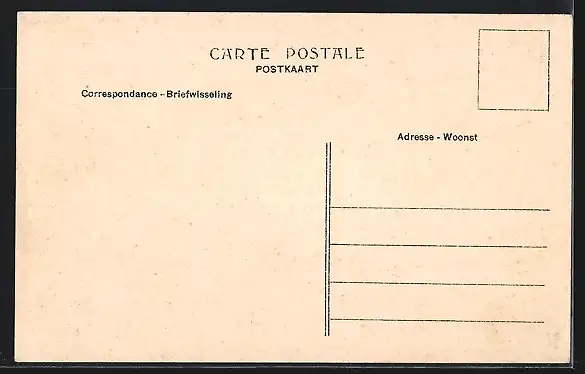 CARTE POSTALE
POSTKAART
Correspondance - Briefwisseling
Adresse - Woonst